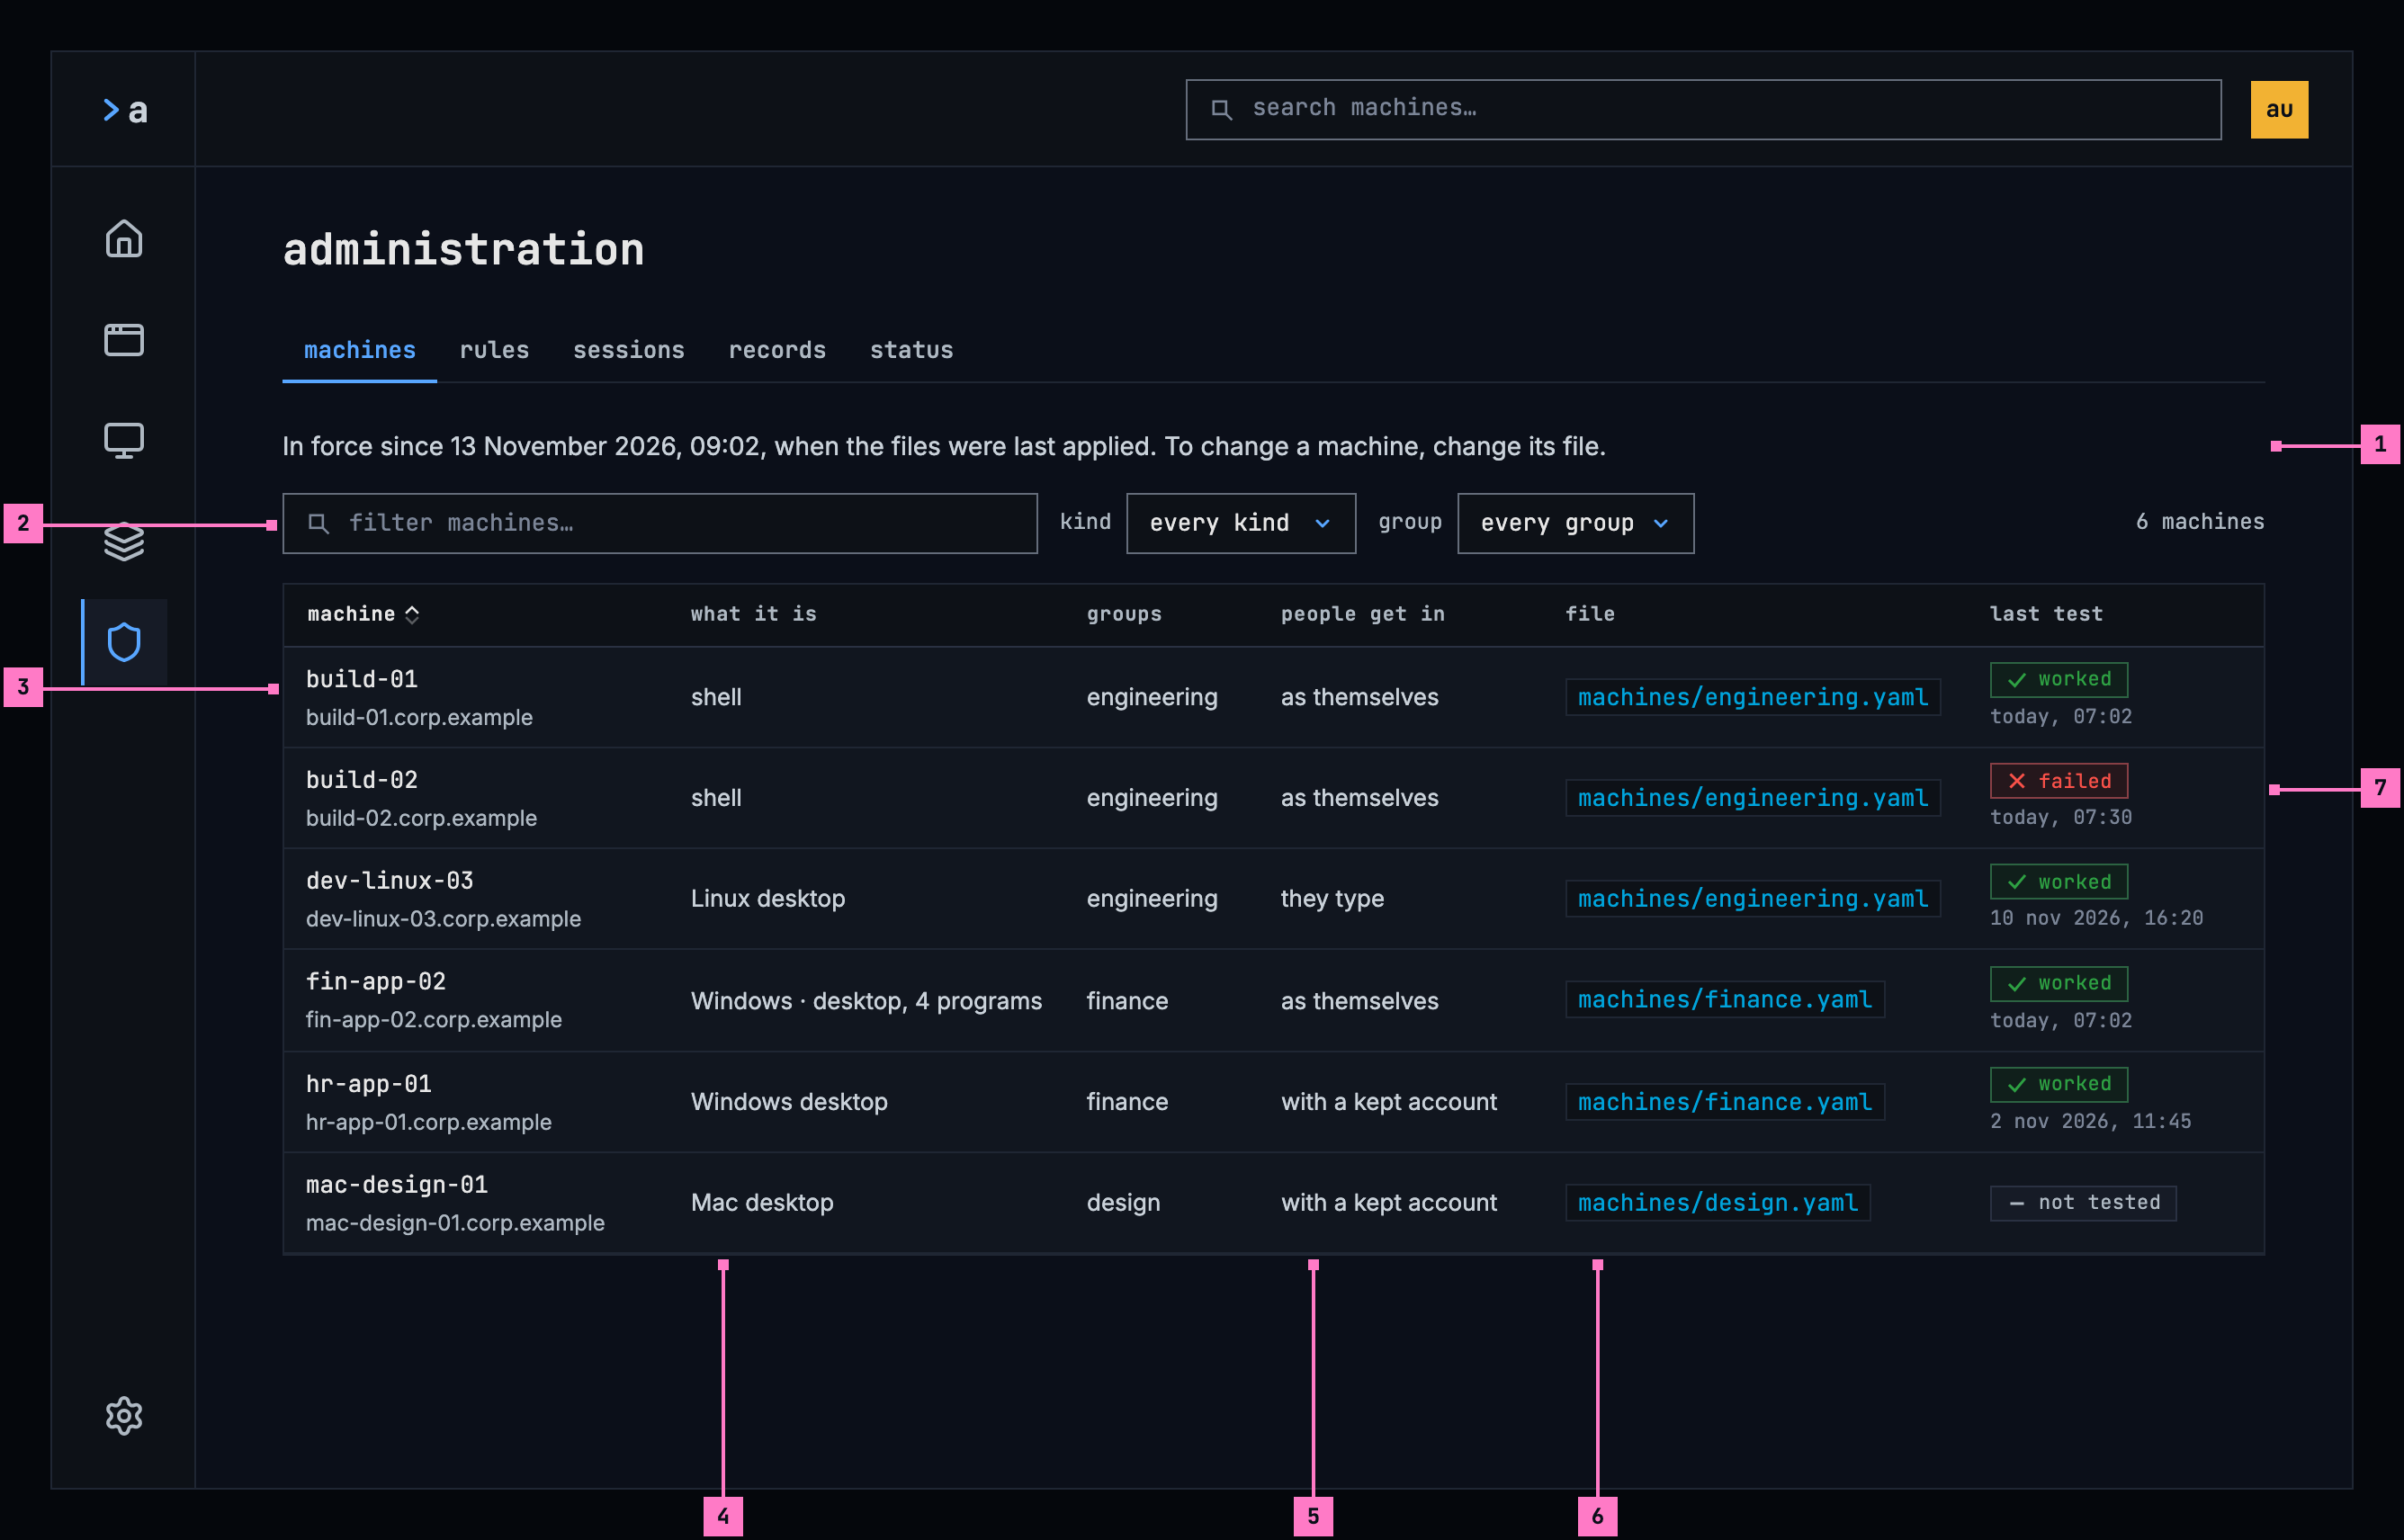 > a
search machines…
au
administration
machines rules sessions records status
In force since 13 November 2026, 09:02, when the files were last applied. To change a machine, change its file.
1
2
filter machines…
kind
every kind
group
every group
6 machines
machine what it is groups people get in file last test
3
build-01
build-01.corp.example
shell
engineering
as themselves
machines/engineering.yaml
worked
today, 07:02
build-02
build-02.corp.example
shell
engineering
as themselves
machines/engineering.yaml
failed
today, 07:30
7
dev-linux-03
dev-linux-03.corp.example
Linux desktop
engineering
they type
machines/engineering.yaml
worked
10 nov 2026, 16:20
fin-app-02
fin-app-02.corp.example
Windows · desktop, 4 programs
finance
as themselves
machines/finance.yaml
worked
today, 07:02
hr-app-01
hr-app-01.corp.example
Windows desktop
finance
with a kept account
machines/finance.yaml
worked
2 nov 2026, 11:45
mac-design-01
mac-design-01.corp.example
Mac desktop
design
with a kept account
machines/design.yaml
— not tested
4
5
6